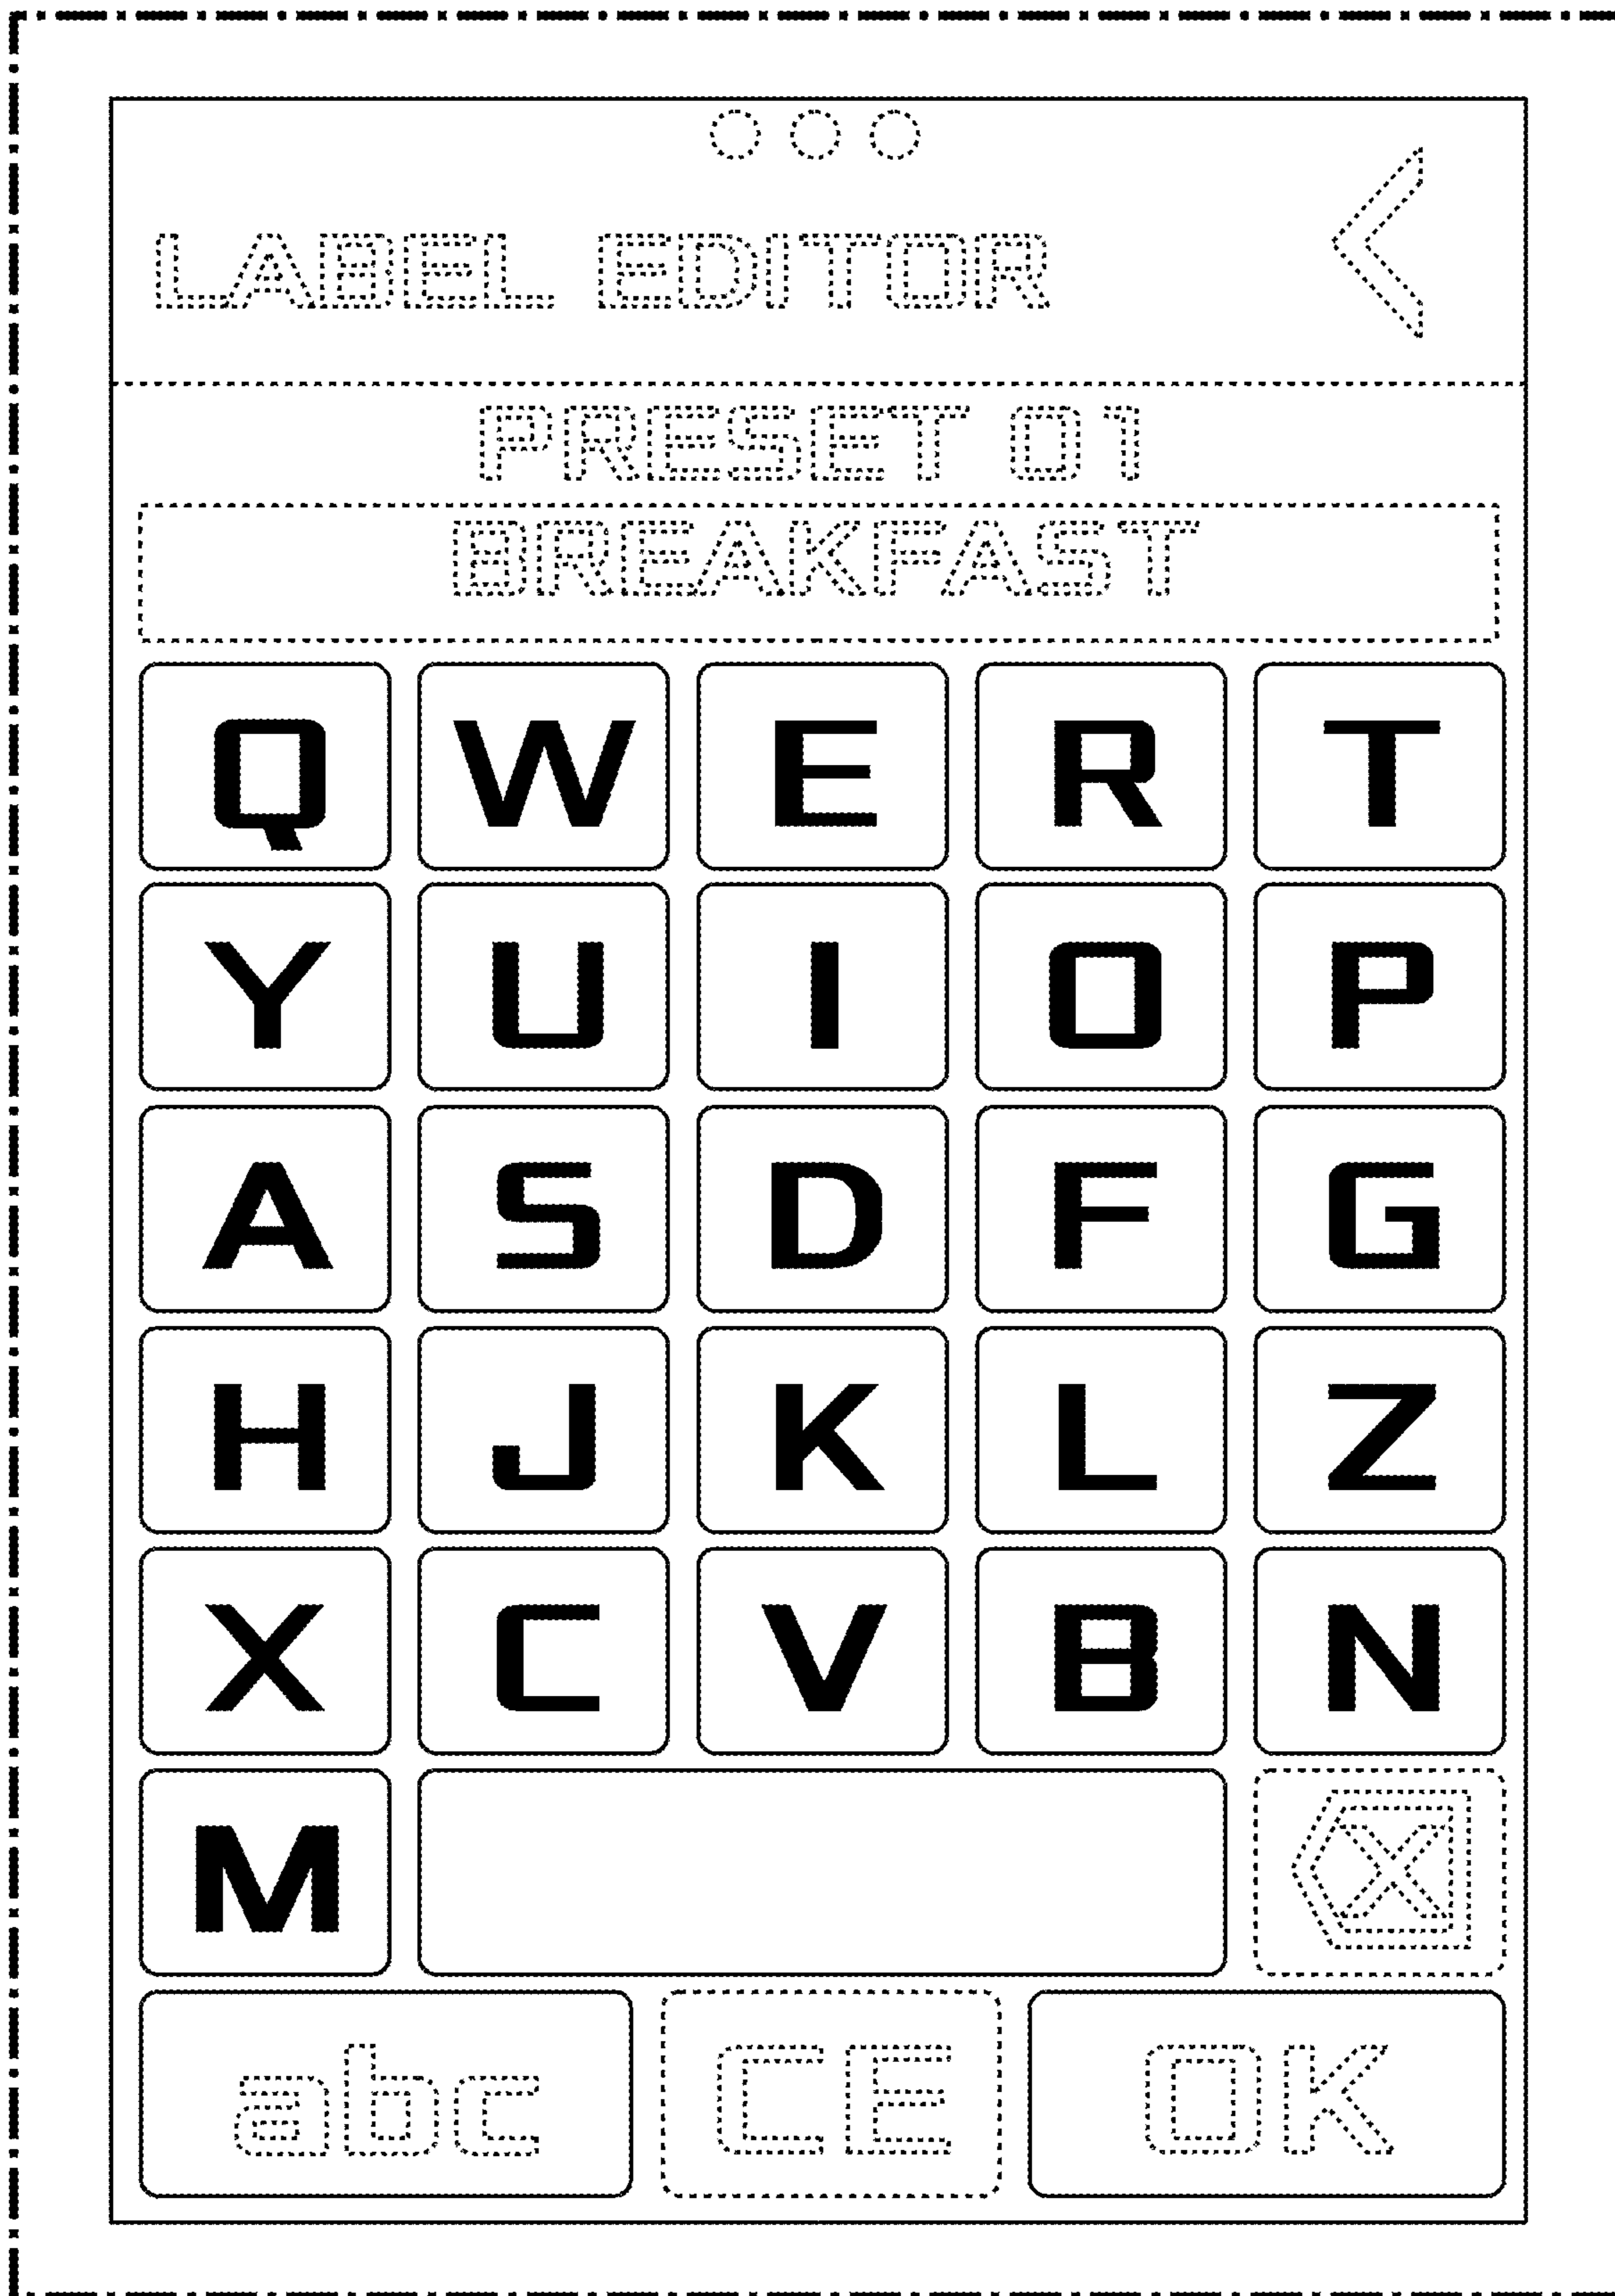 LABEL EDITOR
PRESET 01
BREAKFAST
Q W E R T
Y U I O P
A S D F G
H J K L Z
X C V B N
M
abc CE OK